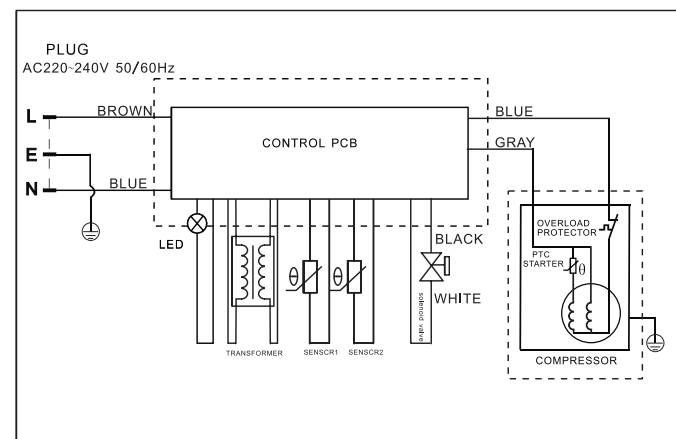 PLUG
AC220~240V 50/60Hz
L
BROWN
BLUE
CONTROL PCB
GRAY
E
N
BLUE
OVERLOAD
PROTECTOR
LED
BLACK
PTC
STARTER
θ
θ
θ
WHITE
solenoid valve
TRANSFORMER
SENSCR1
SENSCR2
COMPRESSOR